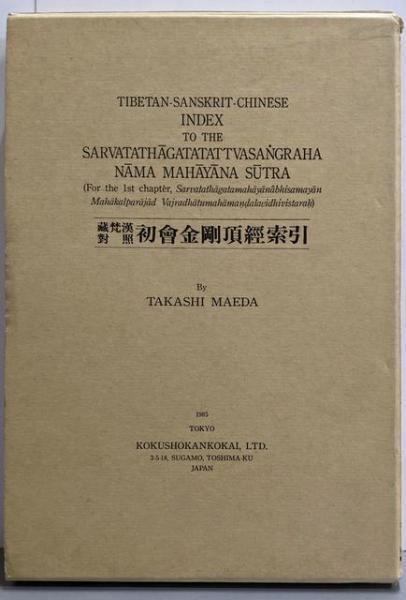 TIBETAN-SANSKRIT-CHINESE
INDEX
TO THE
SARVATATHĀGATATATTVASAṄGRAHA
NĀMA MAHĀYĀNA SŪTRA
(For the 1st chapter, Sarvatathāgatamahāyānâbhisamayān
Mahākalparājād Vajradhātumahāmaṇḍalavidhivistaraḥ)
藏梵漢對照 初會金剛頂經索引
By
TAKASHI MAEDA
1985
TOKYO
KOKUSHOKANKOKAI, LTD.
3-5-18, SUGAMO, TOSHIMA-KU
JAPAN